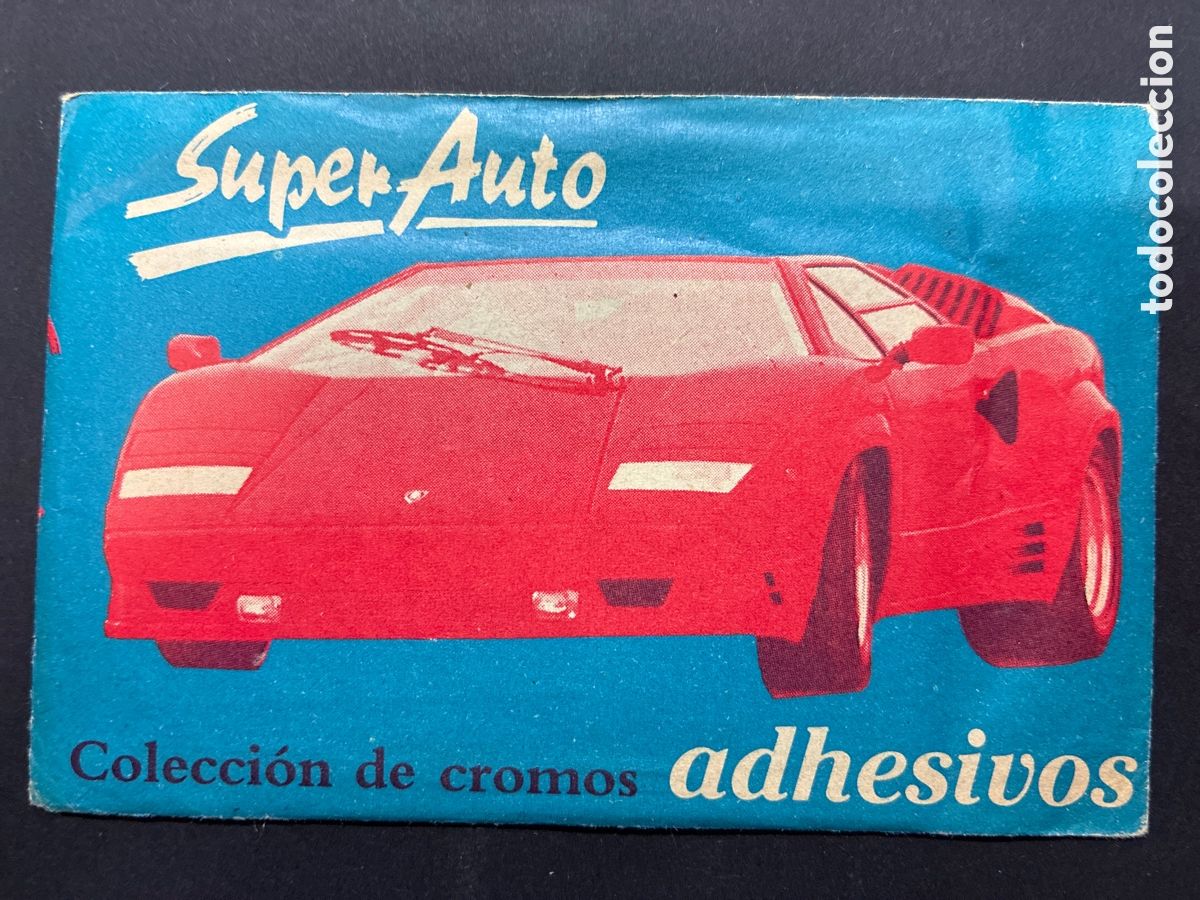 Super Auto
Colección de cromos adhesivos
todocoleccion